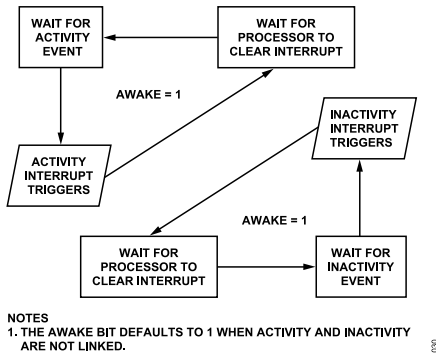 WAIT FOR
ACTIVITY
EVENT
WAIT FOR
PROCESSOR TO
CLEAR INTERRUPT
AWAKE = 1
ACTIVITY
INTERRUPT
TRIGGERS
INACTIVITY
INTERRUPT
TRIGGERS
AWAKE = 1
WAIT FOR
PROCESSOR TO
CLEAR INTERRUPT
WAIT FOR
INACTIVITY
EVENT
NOTES
1. THE AWAKE BIT DEFAULTS TO 1 WHEN ACTIVITY AND INACTIVITY
ARE NOT LINKED.
030